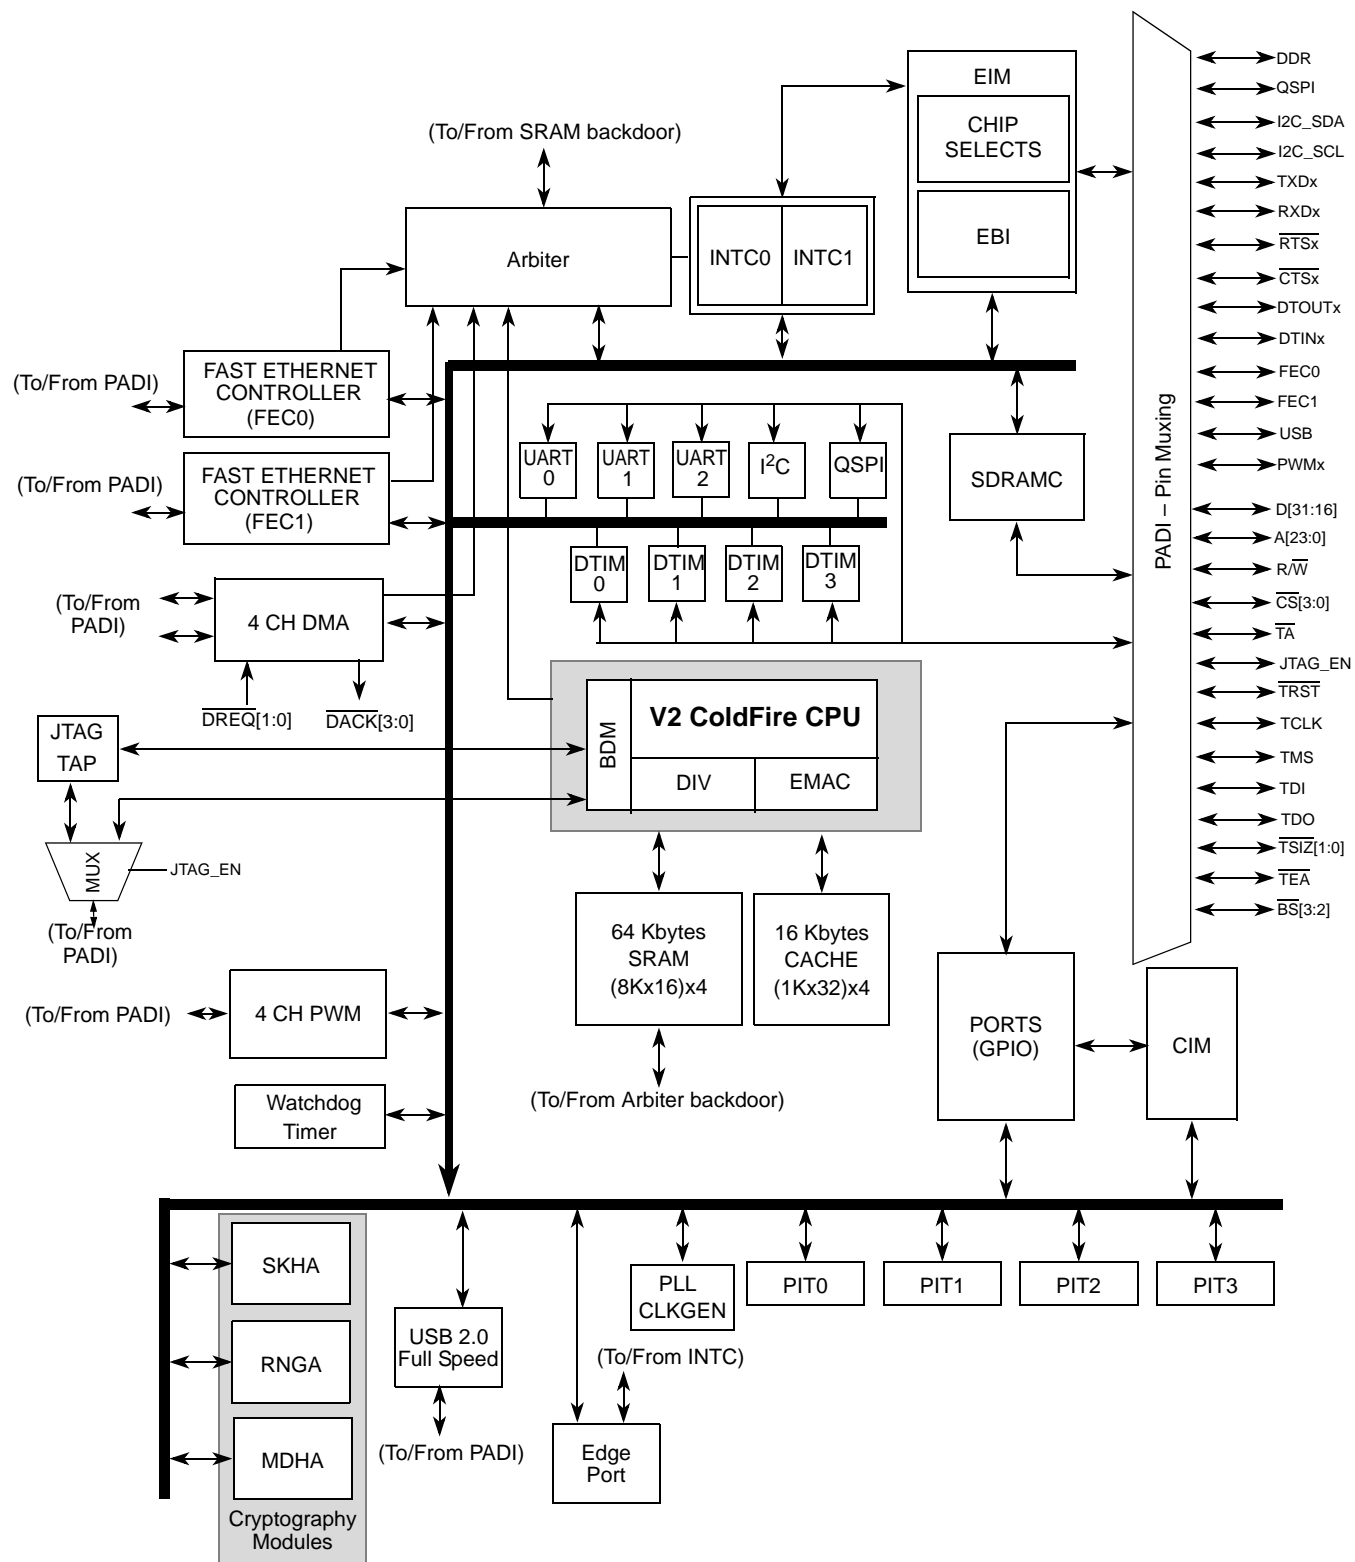 EIM
CHIP
SELECTS
EBI
(To/From SRAM backdoor)
Arbiter
INTC0
INTC1
FAST ETHERNET
CONTROLLER
(FEC0)
(To/From PADI)
FAST ETHERNET
CONTROLLER
(FEC1)
(To/From PADI)
UART
0
UART
1
UART
2
I²C
QSPI
DTIM
0
DTIM
1
DTIM
2
DTIM
3
SDRAMC
PADI – Pin Muxing
DDR
QSPI
I2C_SDA
I2C_SCL
TXDx
RXDx
RTSx
CTSx
DTOUTx
DTINx
FEC0
FEC1
USB
PWMx
D[31:16]
A[23:0]
R/W
CS[3:0]
TA
JTAG_EN
TRST
TCLK
TMS
TDI
TDO
TSIZ[1:0]
TEA
BS[3:2]
(To/From
PADI)
4 CH DMA
DREQ[1:0]
DACK[3:0]
JTAG
TAP
MUX
JTAG_EN
(To/From
PADI)
BDM
V2 ColdFire CPU
DIV
EMAC
64 Kbytes
SRAM
(8Kx16)x4
16 Kbytes
CACHE
(1Kx32)x4
(To/From Arbiter backdoor)
(To/From PADI)
4 CH PWM
Watchdog
Timer
PORTS
(GPIO)
CIM
SKHA
RNGA
MDHA
Cryptography
Modules
USB 2.0
Full Speed
(To/From PADI)
PLL
CLKGEN
(To/From INTC)
Edge
Port
PIT0
PIT1
PIT2
PIT3